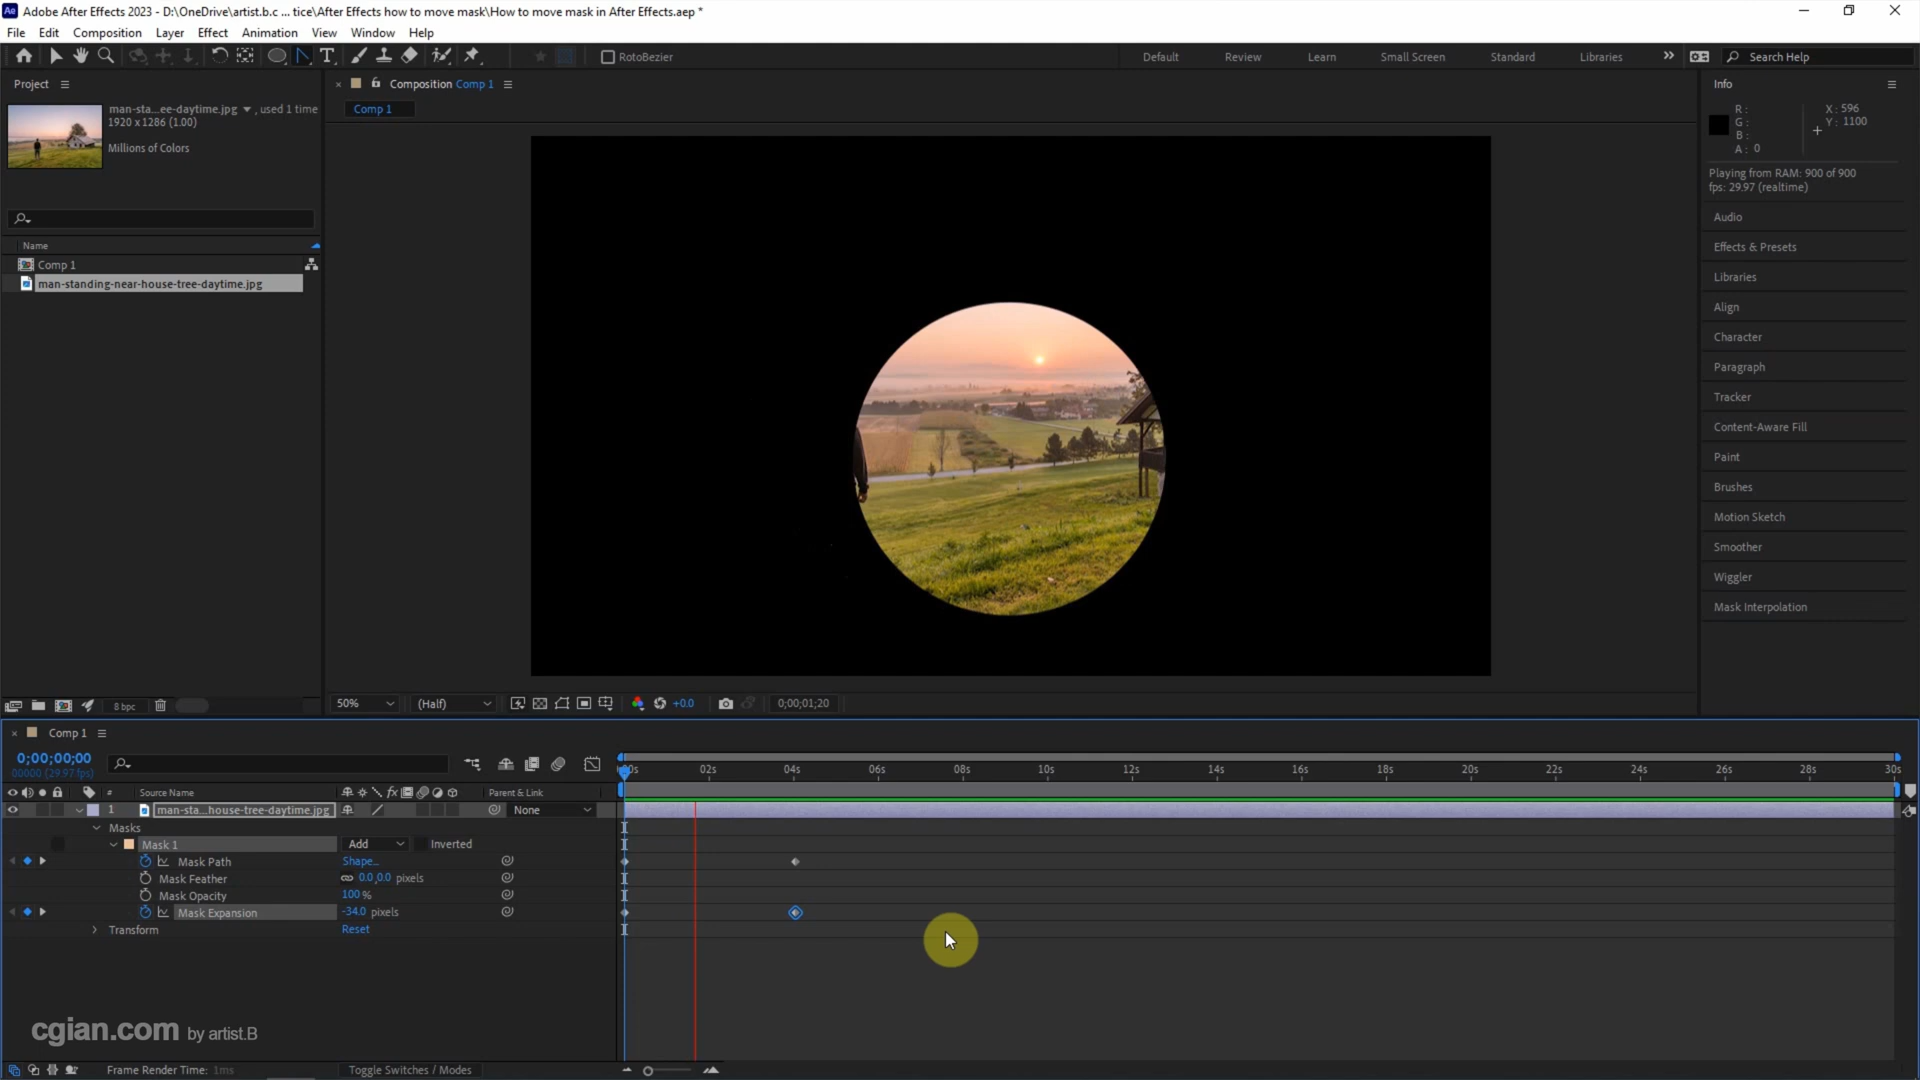 Adobe After Effects 2023 - D:\OneDrive\artist.b.c ... tice\After Effects how to move mask\How to move mask in After Effects.aep *
File Edit Composition Layer Effect Animation View Window Help
RotoBezier
Default Review Learn Small Screen Standard Libraries
Search Help
Project
man-sta...ee-daytime.jpg , used 1 time
1920 x 1286 (1.00)
Millions of Colors
Name
Comp 1
man-standing-near-house-tree-daytime.jpg
8 bpc
Composition Comp 1
Comp 1
50% (Half) +0.0 0;00;01;20
Info
R :
G :
B :
A : 0
X : 596
Y : 1100
Playing from RAM: 900 of 900
fps: 29.97 (realtime)
Audio
Effects & Presets
Libraries
Align
Character
Paragraph
Tracker
Content-Aware Fill
Paint
Brushes
Motion Sketch
Smoother
Wiggler
Mask Interpolation
Comp 1
0;00;00;00
00000 (29.97 fps)
02s 04s 06s 08s 10s 12s 14s 16s 18s 20s 22s 24s 26s 28s 30s
# Source Name fx Parent & Link
1 man-sta...house-tree-daytime.jpg None
Masks
Mask 1 Add Inverted
Mask Path Shape...
Mask Feather 0.0,0.0 pixels
Mask Opacity 100 %
Mask Expansion -34.0 pixels
Transform Reset
cgian.com by artist.B
Frame Render Time: 1ms Toggle Switches / Modes